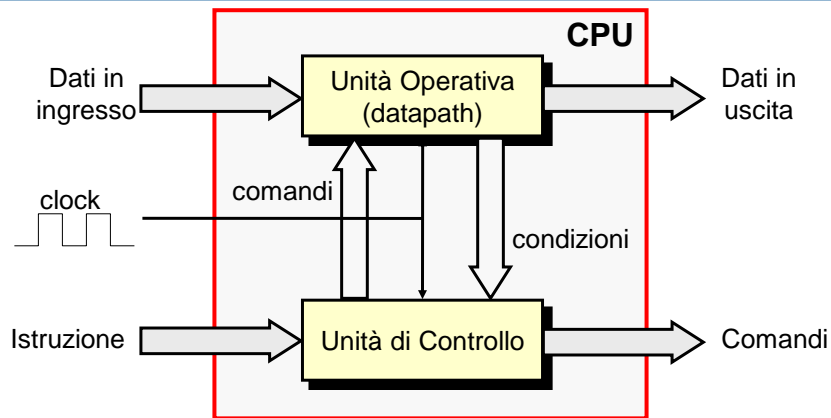 CPU
Dati in
ingresso
Unità Operativa
(datapath)
Dati in
uscita
clock
comandi
condizioni
Istruzione
Unità di Controllo
Comandi